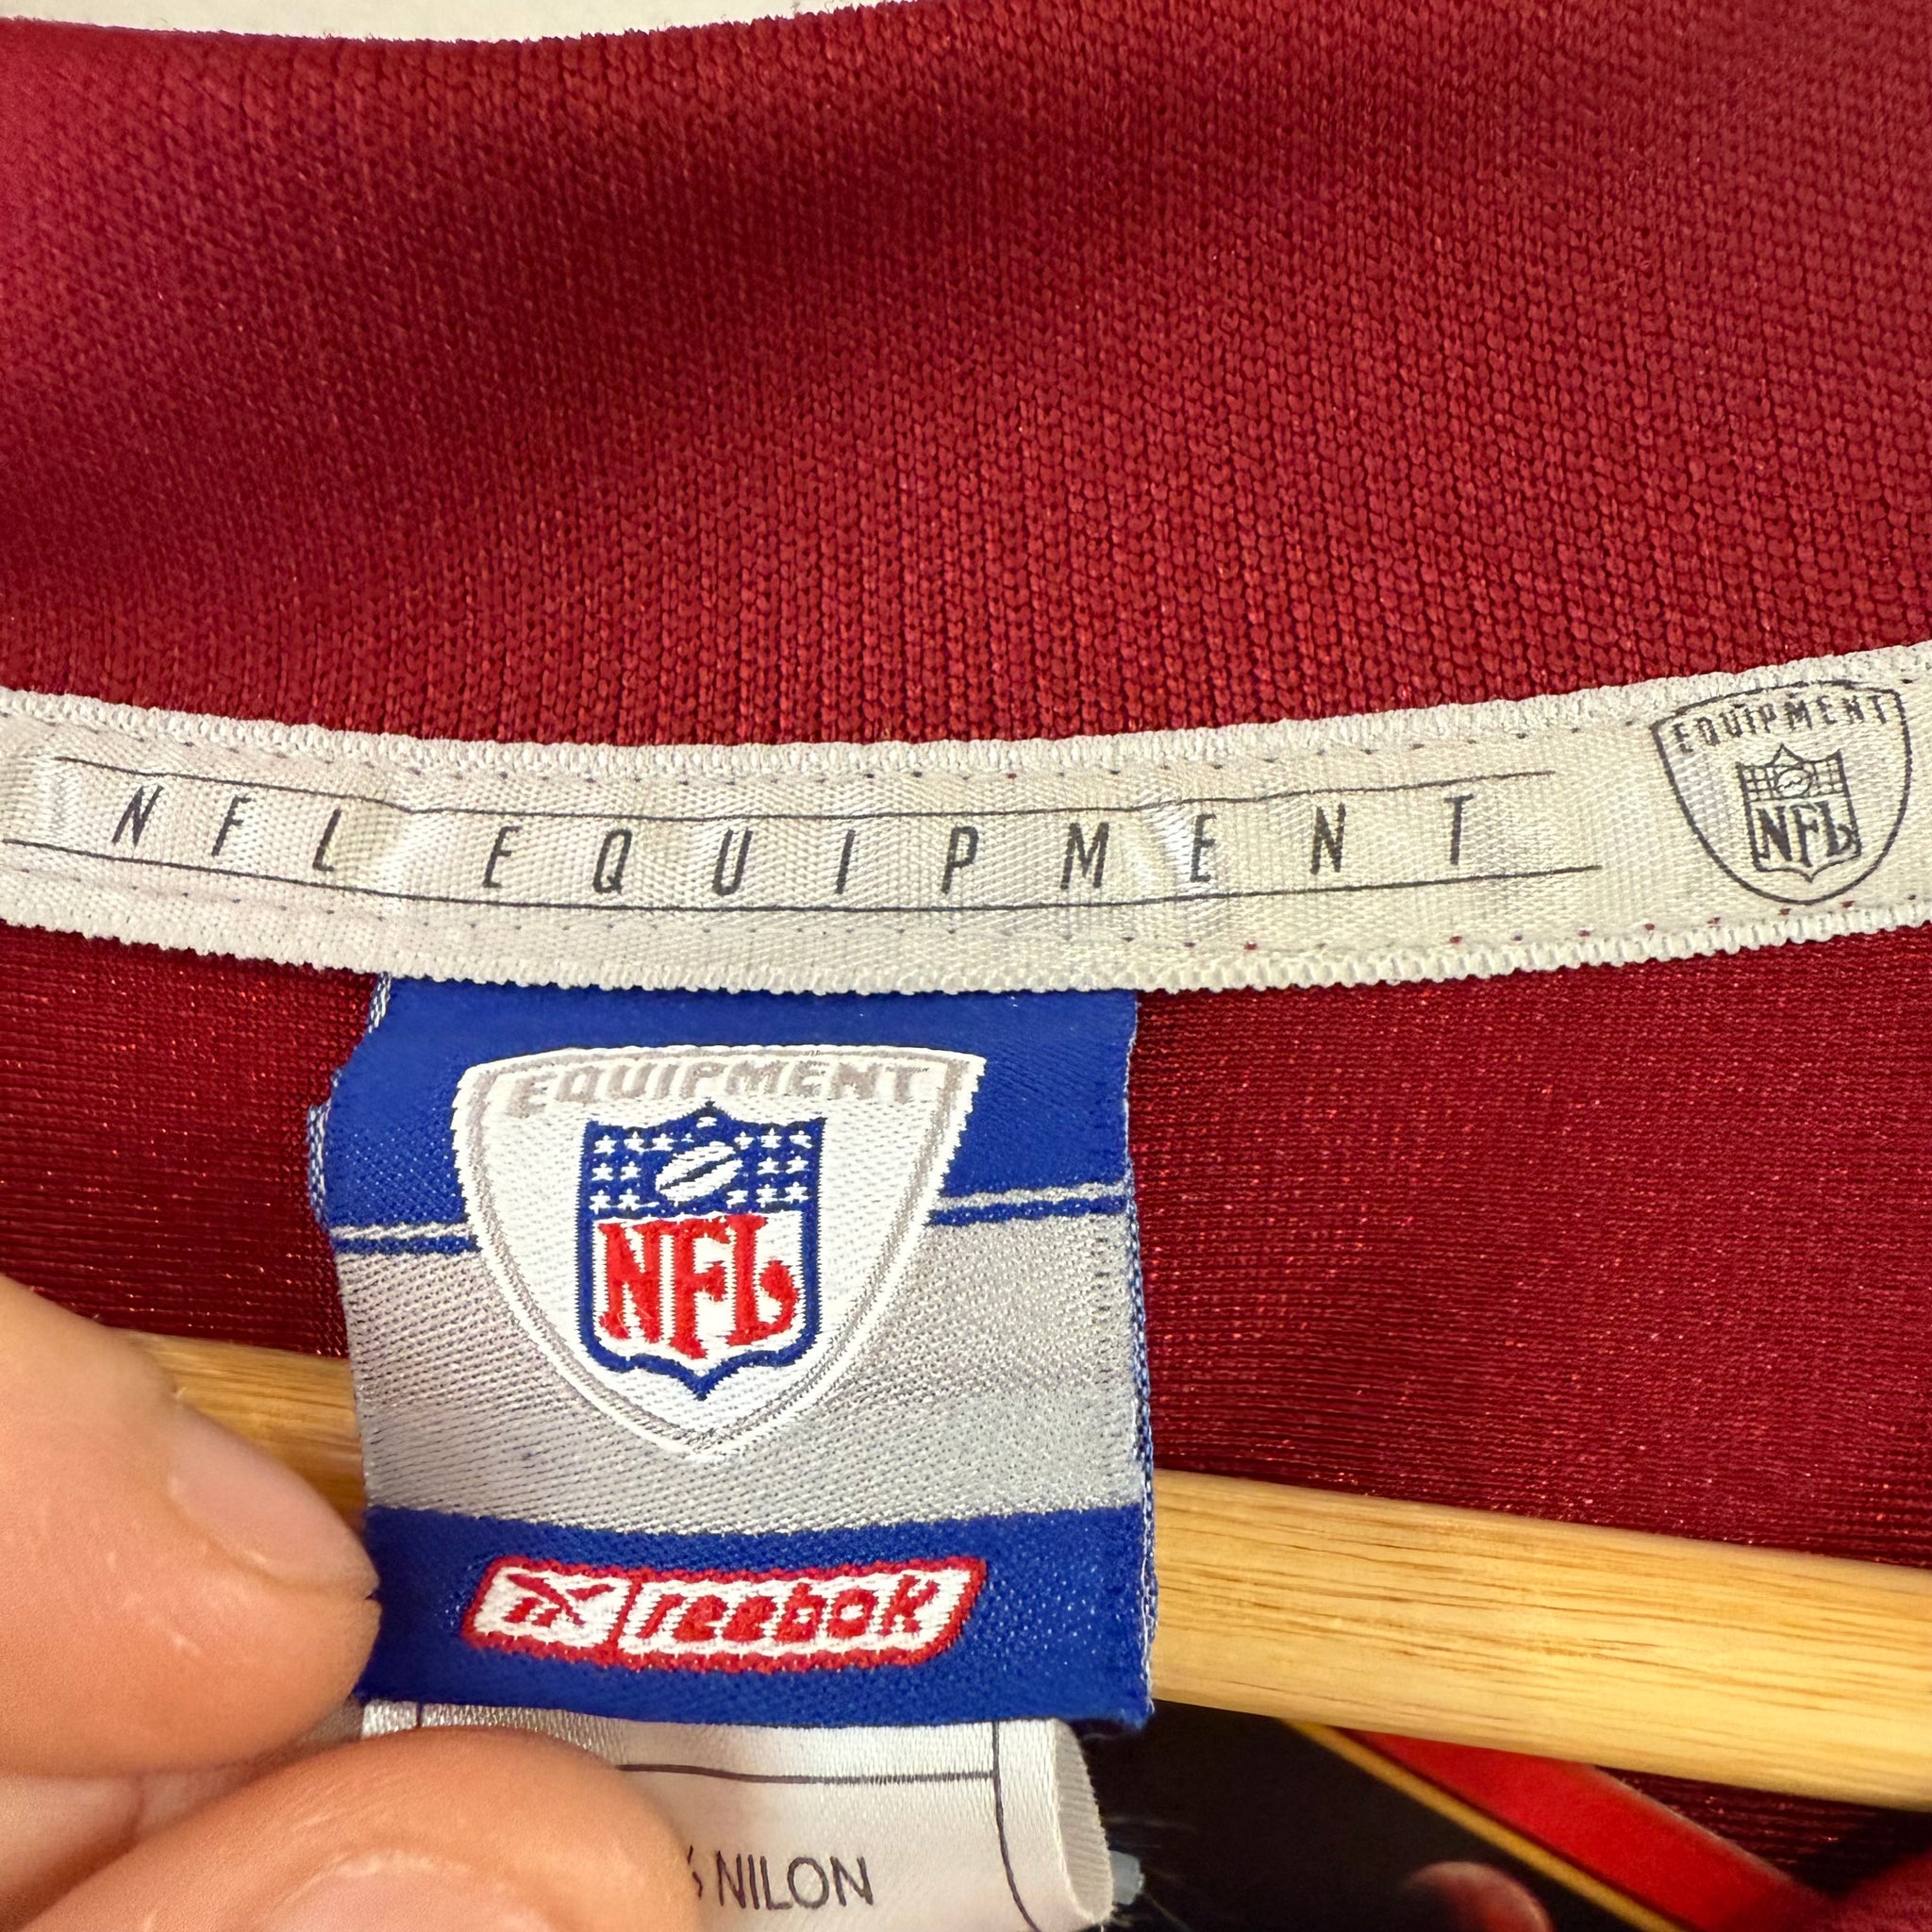 NFL EQUIPMENT
EQUIPMENT
NFL
EQUIPMENT
NFL
reebok
NILON